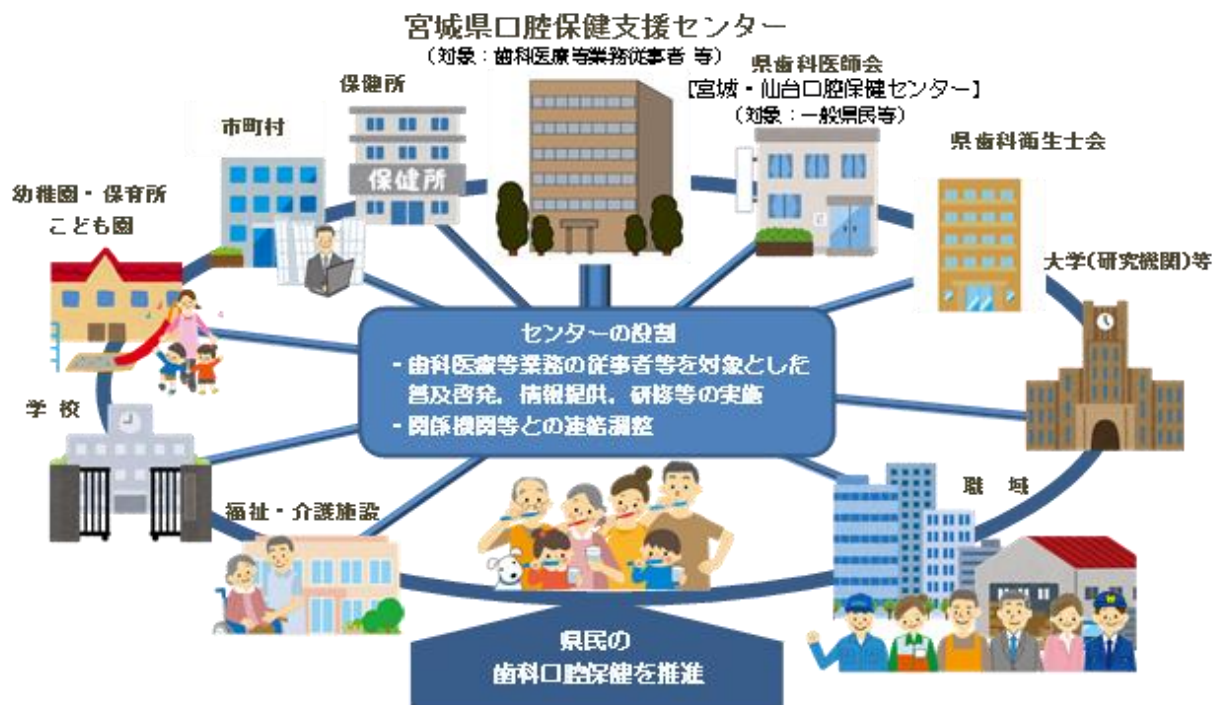 宮城県口腔保健支援センター
（対象：歯科医療等業務従事者 等）
県歯科医師会
【宮城・仙台口腔保健センター】
（対象：一般県民等）
保健所
市町村
保健所
県歯科衛生士会
幼稚園・保育所
こども園
大学(研究機関)等
センターの役割
・歯科医療等業務の従事者等を対象とした
普及啓発，情報提供，研修等の実施
・関係機関等との連絡調整
学 校
職 域
福祉・介護施設
県民の
歯科口腔保健を推進